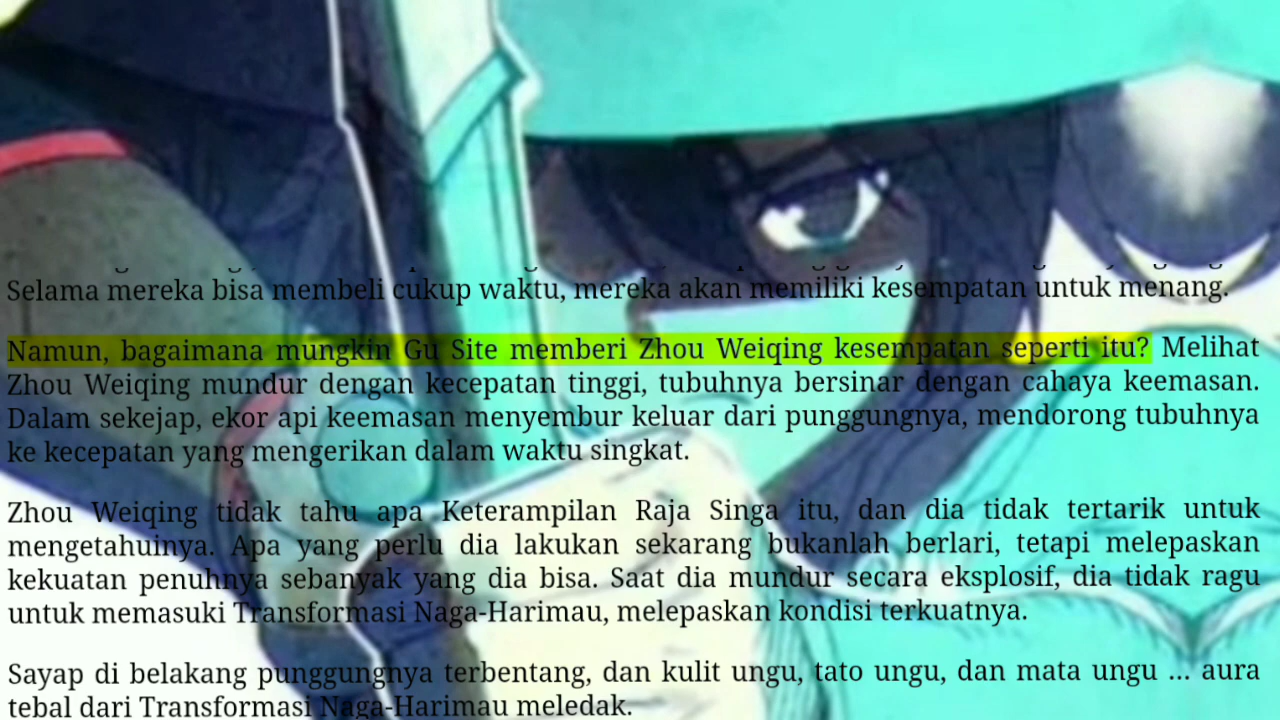 Selama mereka bisa membeli cukup waktu, mereka akan memiliki kesempatan untuk menang.
Namun, bagaimana mungkin Gu Site memberi Zhou Weiqing kesempatan seperti itu? Melihat
Zhou Weiqing mundur dengan kecepatan tinggi, tubuhnya bersinar dengan cahaya keemasan.
Dalam sekejap, ekor api keemasan menyembur keluar dari punggungnya, mendorong tubuhnya
ke kecepatan yang mengerikan dalam waktu singkat.
Zhou Weiqing tidak tahu apa Keterampilan Raja Singa itu, dan dia tidak tertarik untuk
mengetahuinya. Apa yang perlu dia lakukan sekarang bukanlah berlari, tetapi melepaskan
kekuatan penuhnya sebanyak yang dia bisa. Saat dia mundur secara eksplosif, dia tidak ragu
untuk memasuki Transformasi Naga-Harimau, melepaskan kondisi terkuatnya.
Sayap di belakang punggungnya terbentang, dan kulit ungu, tato ungu, dan mata ungu ... aura
tebal dari Transformasi Naga-Harimau meledak.